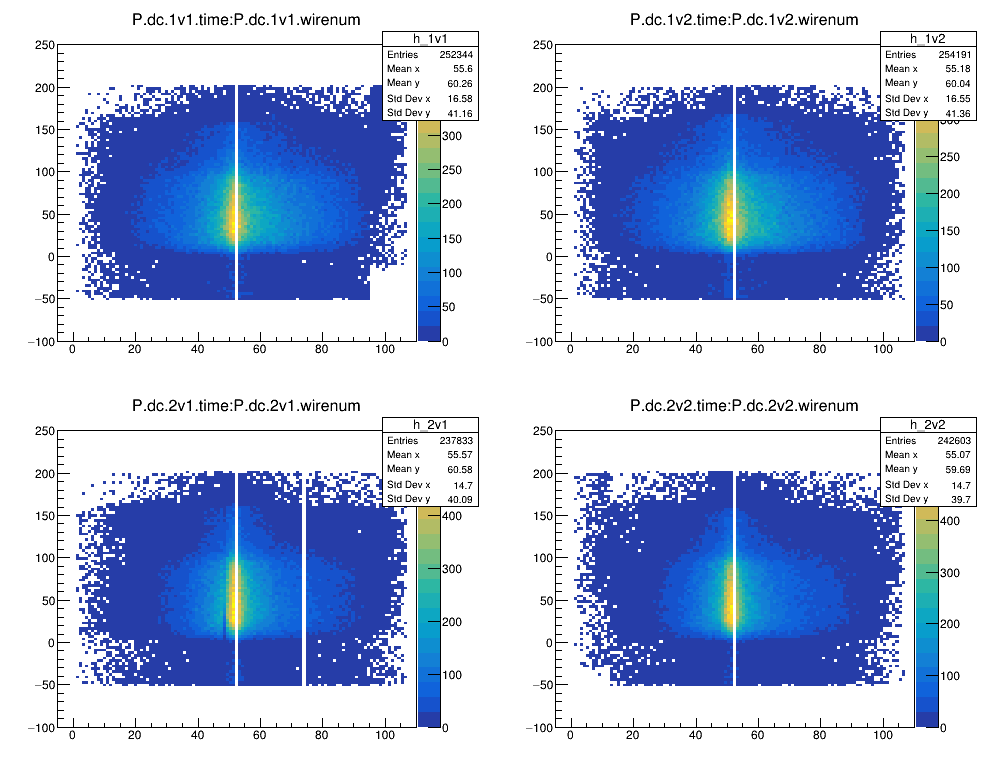 P.dc.1v1.time:P.dc.1v1.wirenum
h_1v1
Entries 252344
Mean x 55.6
Mean y 60.26
Std Dev x 16.58
Std Dev y 41.16
250
200
150
100
50
0
−50
−100
0 20 40 60 80 100
300
250
200
150
100
50
0
P.dc.1v2.time:P.dc.1v2.wirenum
h_1v2
Entries 254191
Mean x 55.18
Mean y 60.04
Std Dev x 16.55
Std Dev y 41.36
250
200
150
100
50
0
−50
−100
0 20 40 60 80 100
300
250
200
150
100
50
0
P.dc.2v1.time:P.dc.2v1.wirenum
h_2v1
Entries 237833
Mean x 55.57
Mean y 60.58
Std Dev x 14.7
Std Dev y 40.09
250
200
150
100
50
0
−50
−100
0 20 40 60 80 100
400
300
200
100
0
P.dc.2v2.time:P.dc.2v2.wirenum
h_2v2
Entries 242603
Mean x 55.07
Mean y 59.69
Std Dev x 14.7
Std Dev y 39.7
250
200
150
100
50
0
−50
−100
0 20 40 60 80 100
400
300
200
100
0